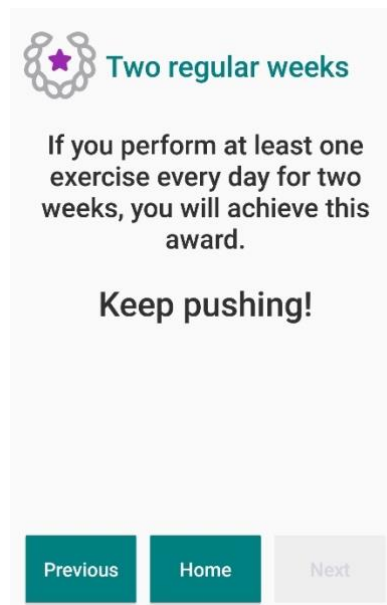 Two regular weeks
If you perform at least one
exercise every day for two
weeks, you will achieve this
award.
Keep pushing!
Previous
Home
Next